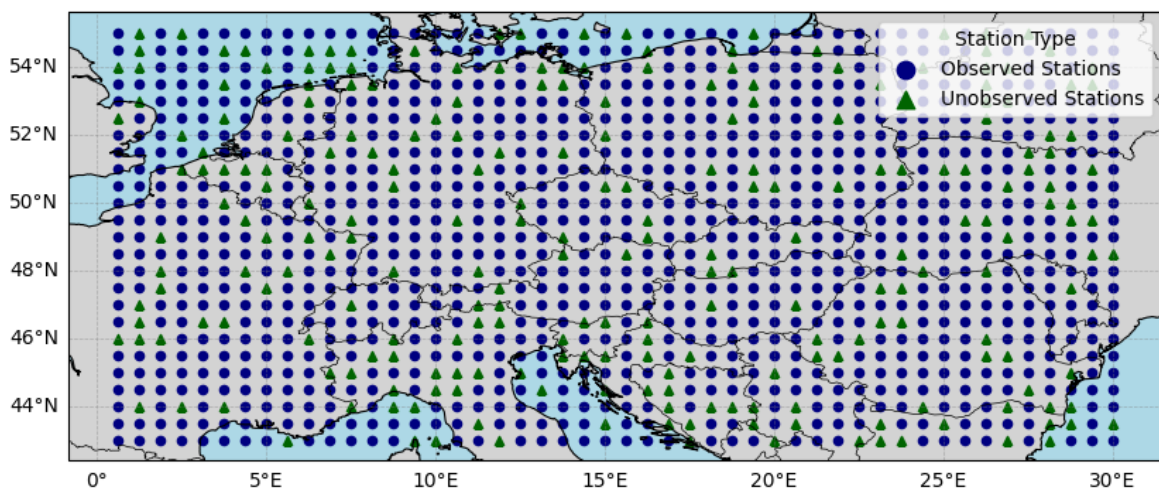 Station Type
Observed Stations
Unobserved Stations
54°N
52°N
50°N
48°N
46°N
44°N
0° 5°E 10°E 15°E 20°E 25°E 30°E